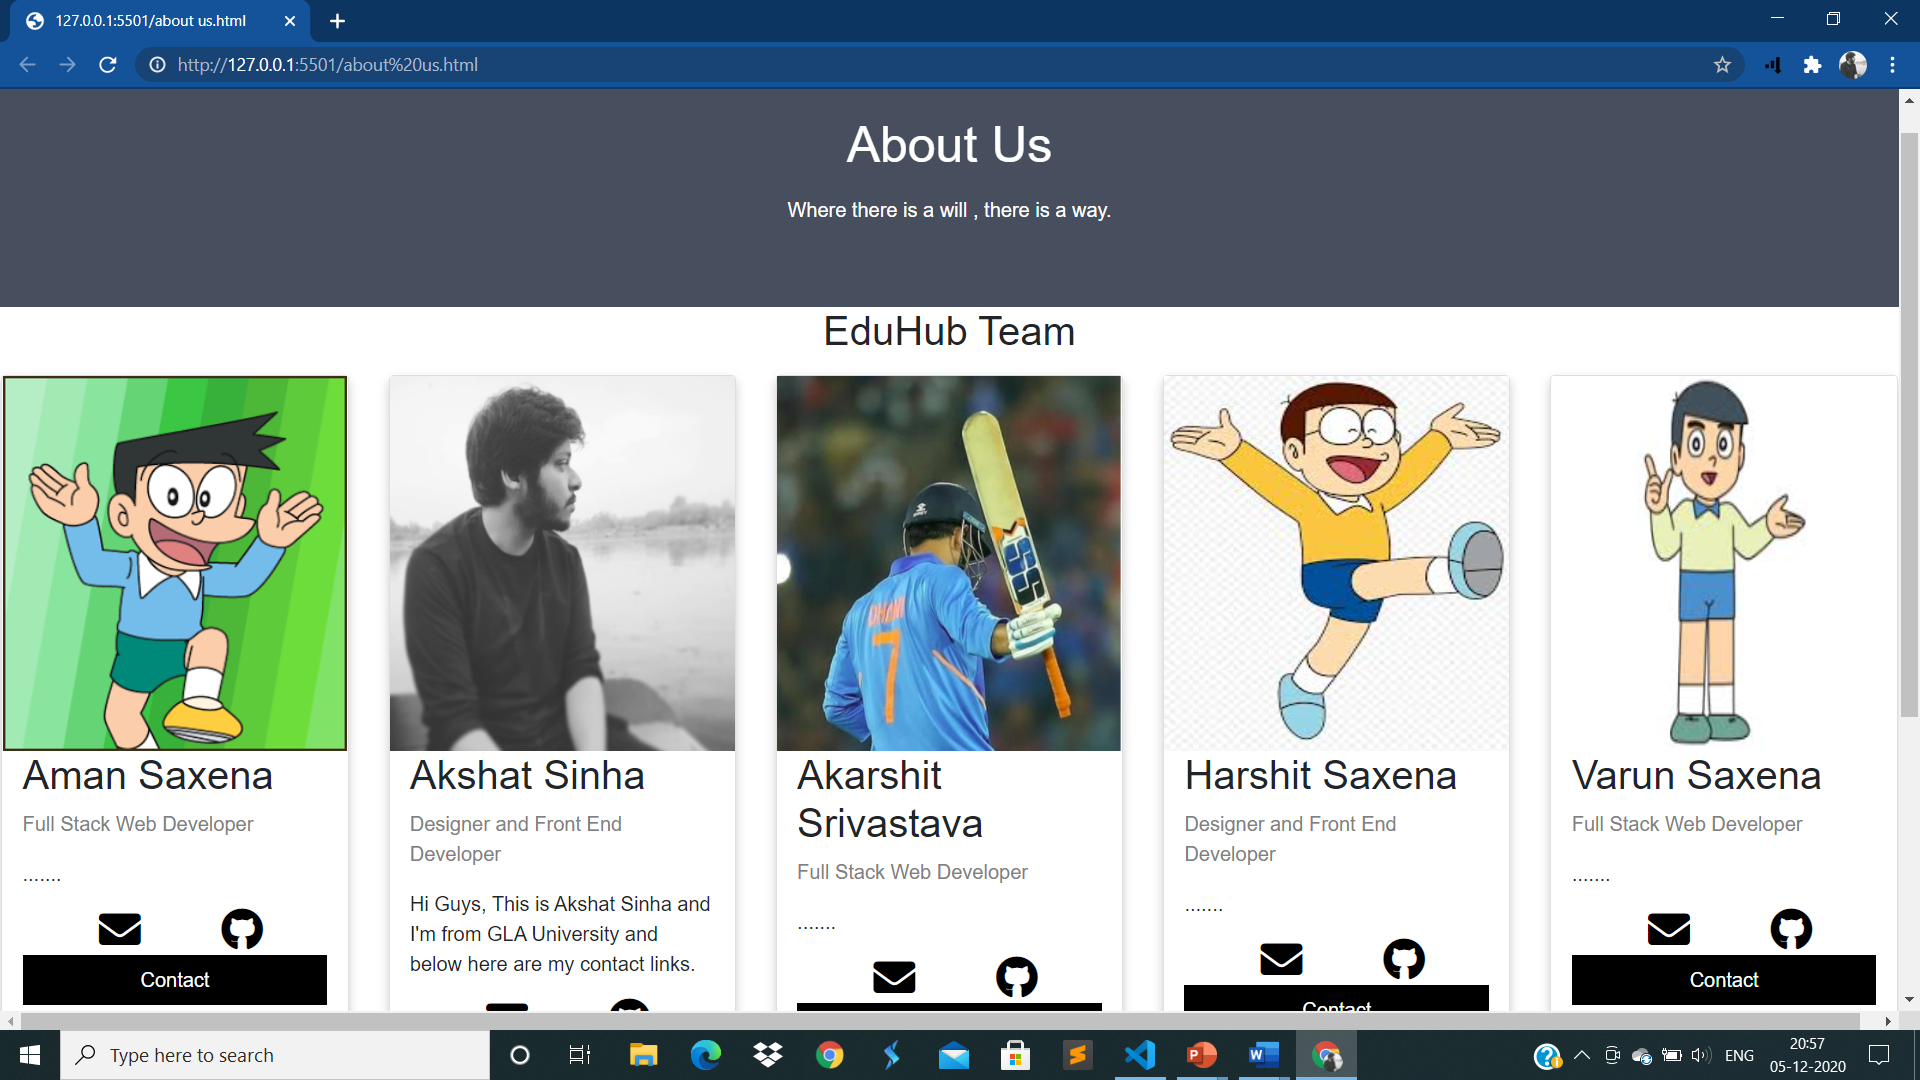 127.0.0.1:5501/about us.html
http://127.0.0.1:5501/about%20us.html
About Us
Where there is a will , there is a way.
EduHub Team
Aman Saxena
Full Stack Web Developer
.......
Contact
Akshat Sinha
Designer and Front End
Developer
Hi Guys, This is Akshat Sinha and
I'm from GLA University and
below here are my contact links.
DHONI
7
Akarshit
Srivastava
Full Stack Web Developer
.......
Harshit Saxena
Designer and Front End
Developer
.......
Contact
Varun Saxena
Full Stack Web Developer
.......
Contact
Type here to search
ENG
20:57
05-12-2020